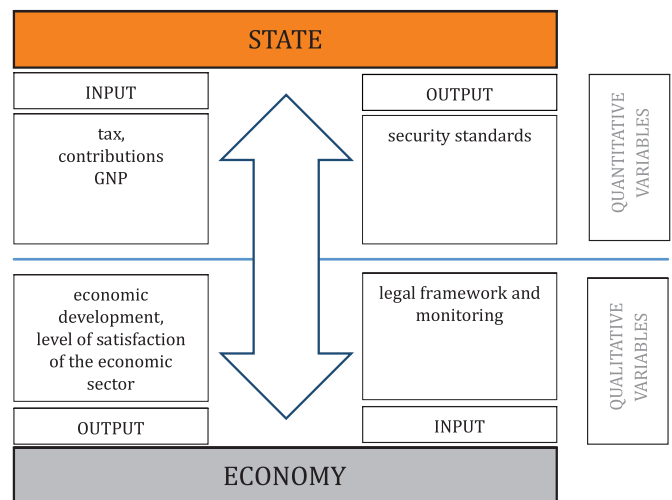 STATE
INPUT
tax,
contributions
GNP
OUTPUT
security standards
QUANTITATIVE
VARIABLES
economic
development,
level of satisfaction
of the economic
sector
OUTPUT
legal framework and
monitoring
INPUT
QUALITATIVE
VARIABLES
ECONOMY